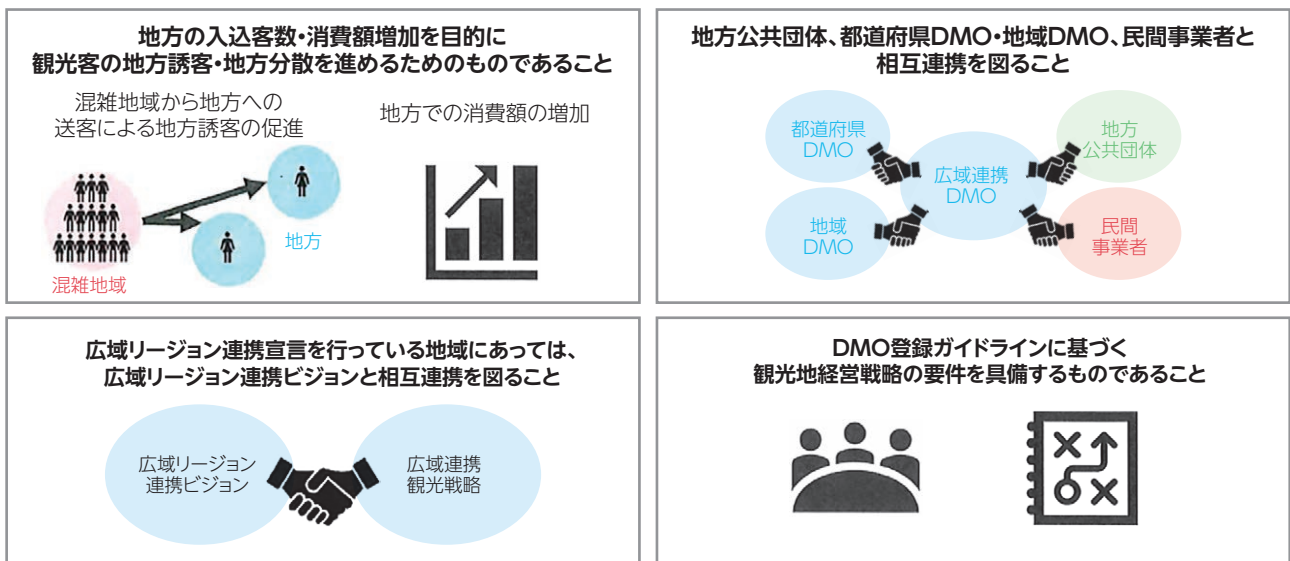 地方の入込客数・消費額増加を目的に
観光客の地方誘客・地方分散を進めるためのものであること
混雑地域から地方への
送客による地方誘客の促進
地方での消費額の増加
地方
混雑地域
地方公共団体、都道府県DMO・地域DMO、民間事業者と
相互連携を図ること
都道府県
DMO
地方
公共団体
広域連携
DMO
地域
DMO
民間
事業者
広域リージョン連携宣言を行っている地域にあっては、
広域リージョン連携ビジョンと相互連携を図ること
広域リージョン
連携ビジョン
広域連携
観光戦略
DMO登録ガイドラインに基づく
観光地経営戦略の要件を具備するものであること